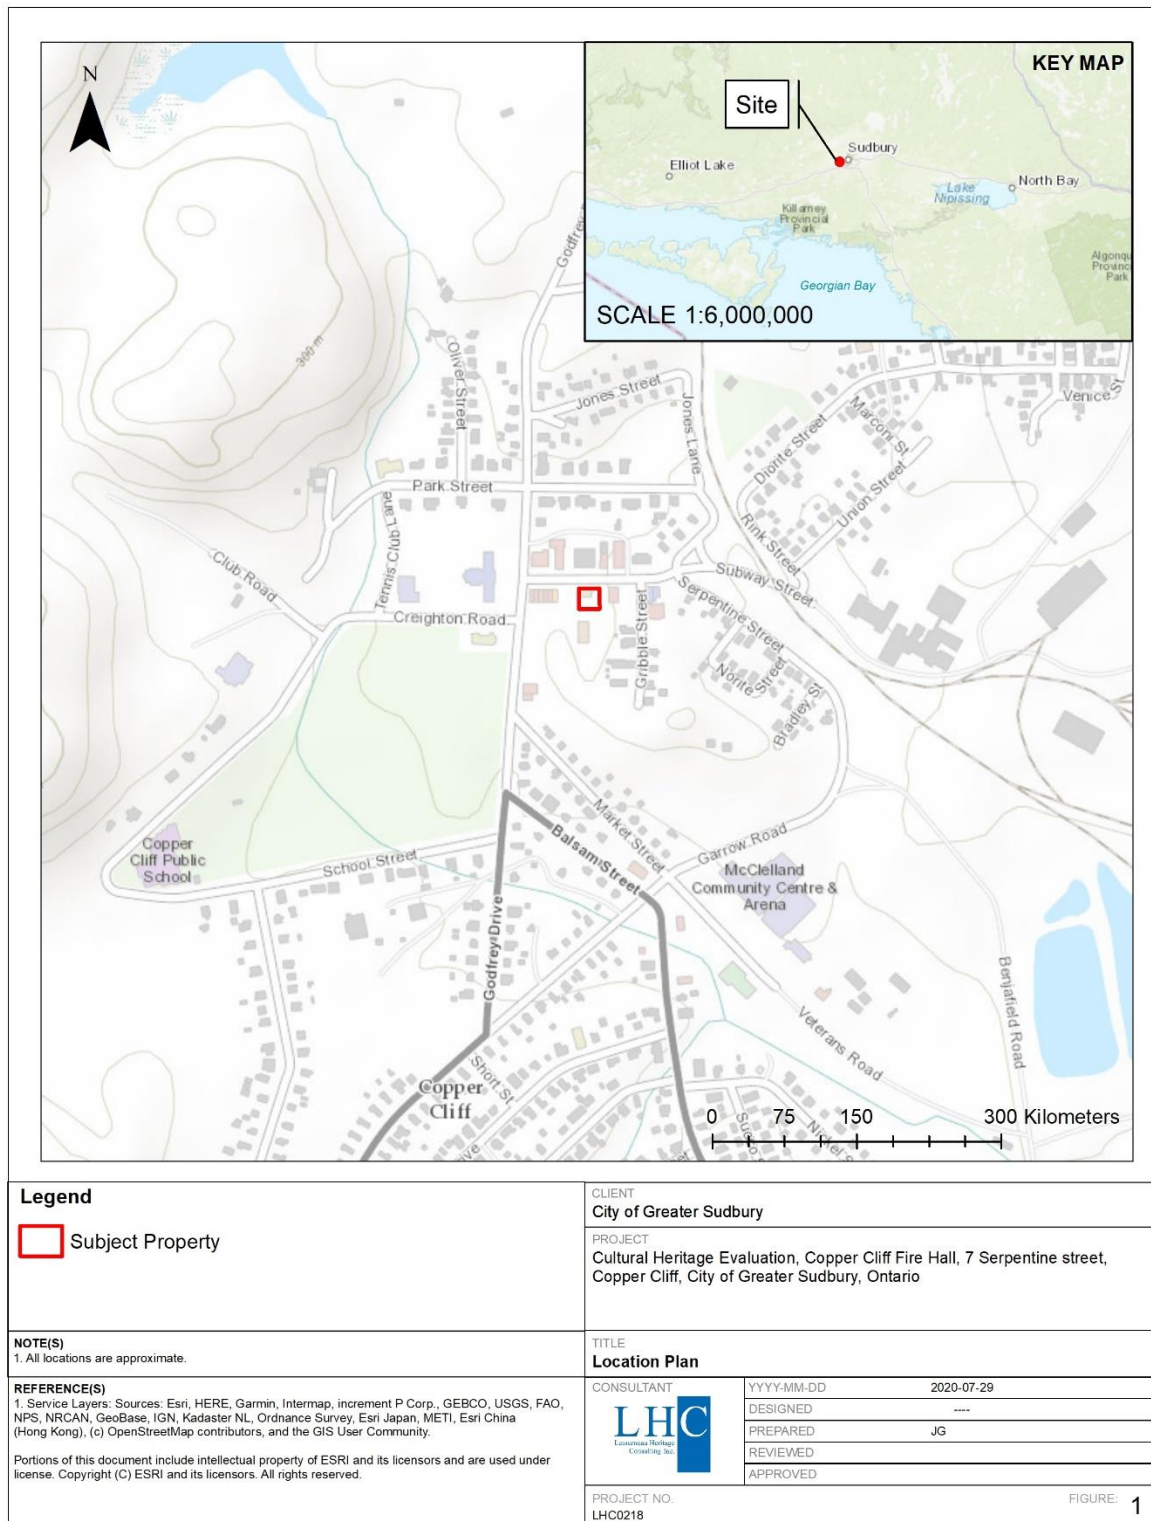 N
KEY MAP
Site
Sudbury
Elliot Lake
North Bay
Lake
Nipissing
Killarney
Provincial
Park
Algonqu
Provinc
Park
Georgian Bay
SCALE 1:6,000,000
Godfrey D
300 m
Oliver Street
Jones Street
Jones Lane
Venice St
Marconi St
Diorite Street
Union Street
Park Street
Rink Street
Tennis Club Lane
Club Road
Subway Street
Serpentine Street
Creighton Road
Gribble Street
Norite Street
Bradley St
Market Street
Balsam Street
Garrow Road
Copper
Cliff Public
School
School Street
McClelland
Community Centre &
Arena
Godfrey Drive
Benjafield Road
Veterans Road
Short St
Copper
Cliff
0 75 150 300 Kilometers
Legend
Subject Property
CLIENT
City of Greater Sudbury
PROJECT
Cultural Heritage Evaluation, Copper Cliff Fire Hall, 7 Serpentine street,
Copper Cliff, City of Greater Sudbury, Ontario
NOTE(S)
1. All locations are approximate.
TITLE
Location Plan
REFERENCE(S)
1. Service Layers: Sources: Esri, HERE, Garmin, Intermap, increment P Corp., GEBCO, USGS, FAO,
NPS, NRCAN, GeoBase, IGN, Kadaster NL, Ordnance Survey, Esri Japan, METI, Esri China
(Hong Kong), (c) OpenStreetMap contributors, and the GIS User Community.
Portions of this document include intellectual property of ESRI and its licensors and are used under
license. Copyright (C) ESRI and its licensors. All rights reserved.
CONSULTANT
LHC
Heritage
Consulting Inc.
YYYY-MM-DD 2020-07-29
DESIGNED ----
PREPARED JG
REVIEWED
APPROVED
PROJECT NO.
LHC0218
FIGURE: 1